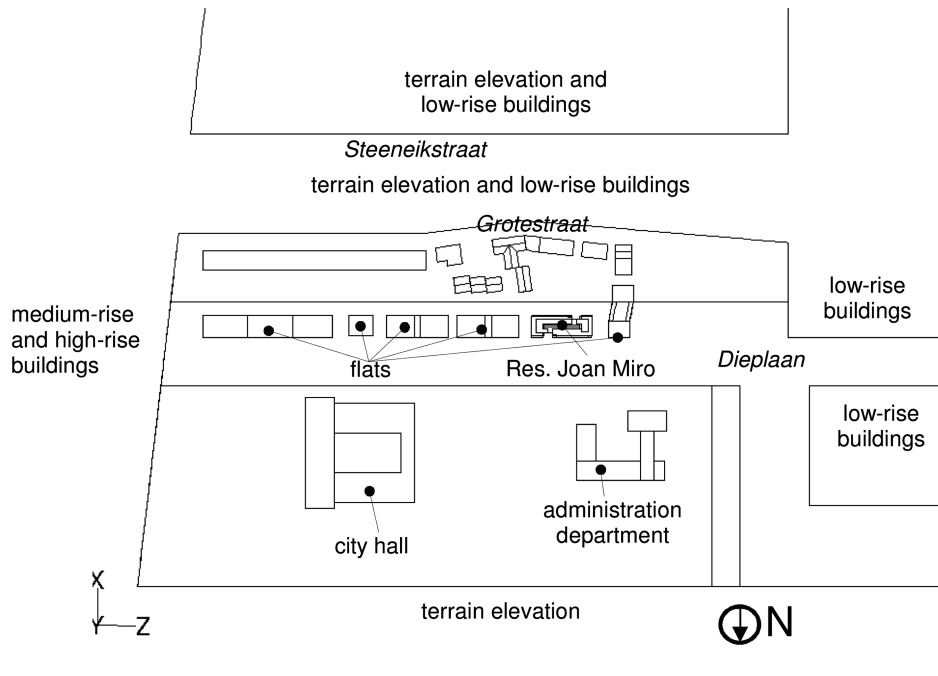 terrain elevation and
low-rise buildings
Steeneikstraat
terrain elevation and low-rise buildings
Grotestraat
medium-rise
and high-rise
buildings
low-rise
buildings
flats
Res. Joan Miro
Dieplaan
low-rise
buildings
administration
department
city hall
X
Y Z
terrain elevation
N